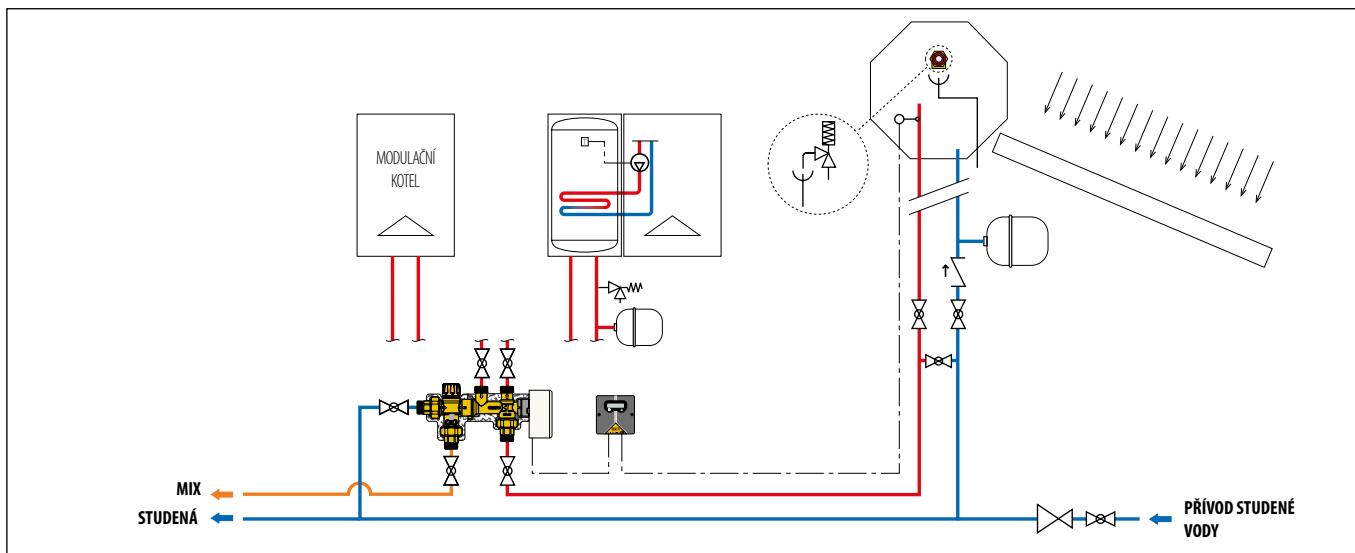 MODULAČNÍ
KOTEL
MIX
STUDENÁ
PŘÍVOD STUDENÉ
VODY